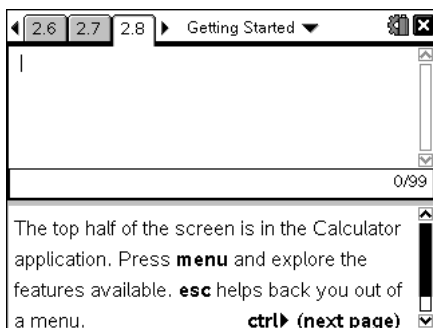 2.6 2.7 2.8 Getting Started
0/99
The top half of the screen is in the Calculator
application. Press menu and explore the
features available. esc helps back you out of
a menu. ctrl▶ (next page)